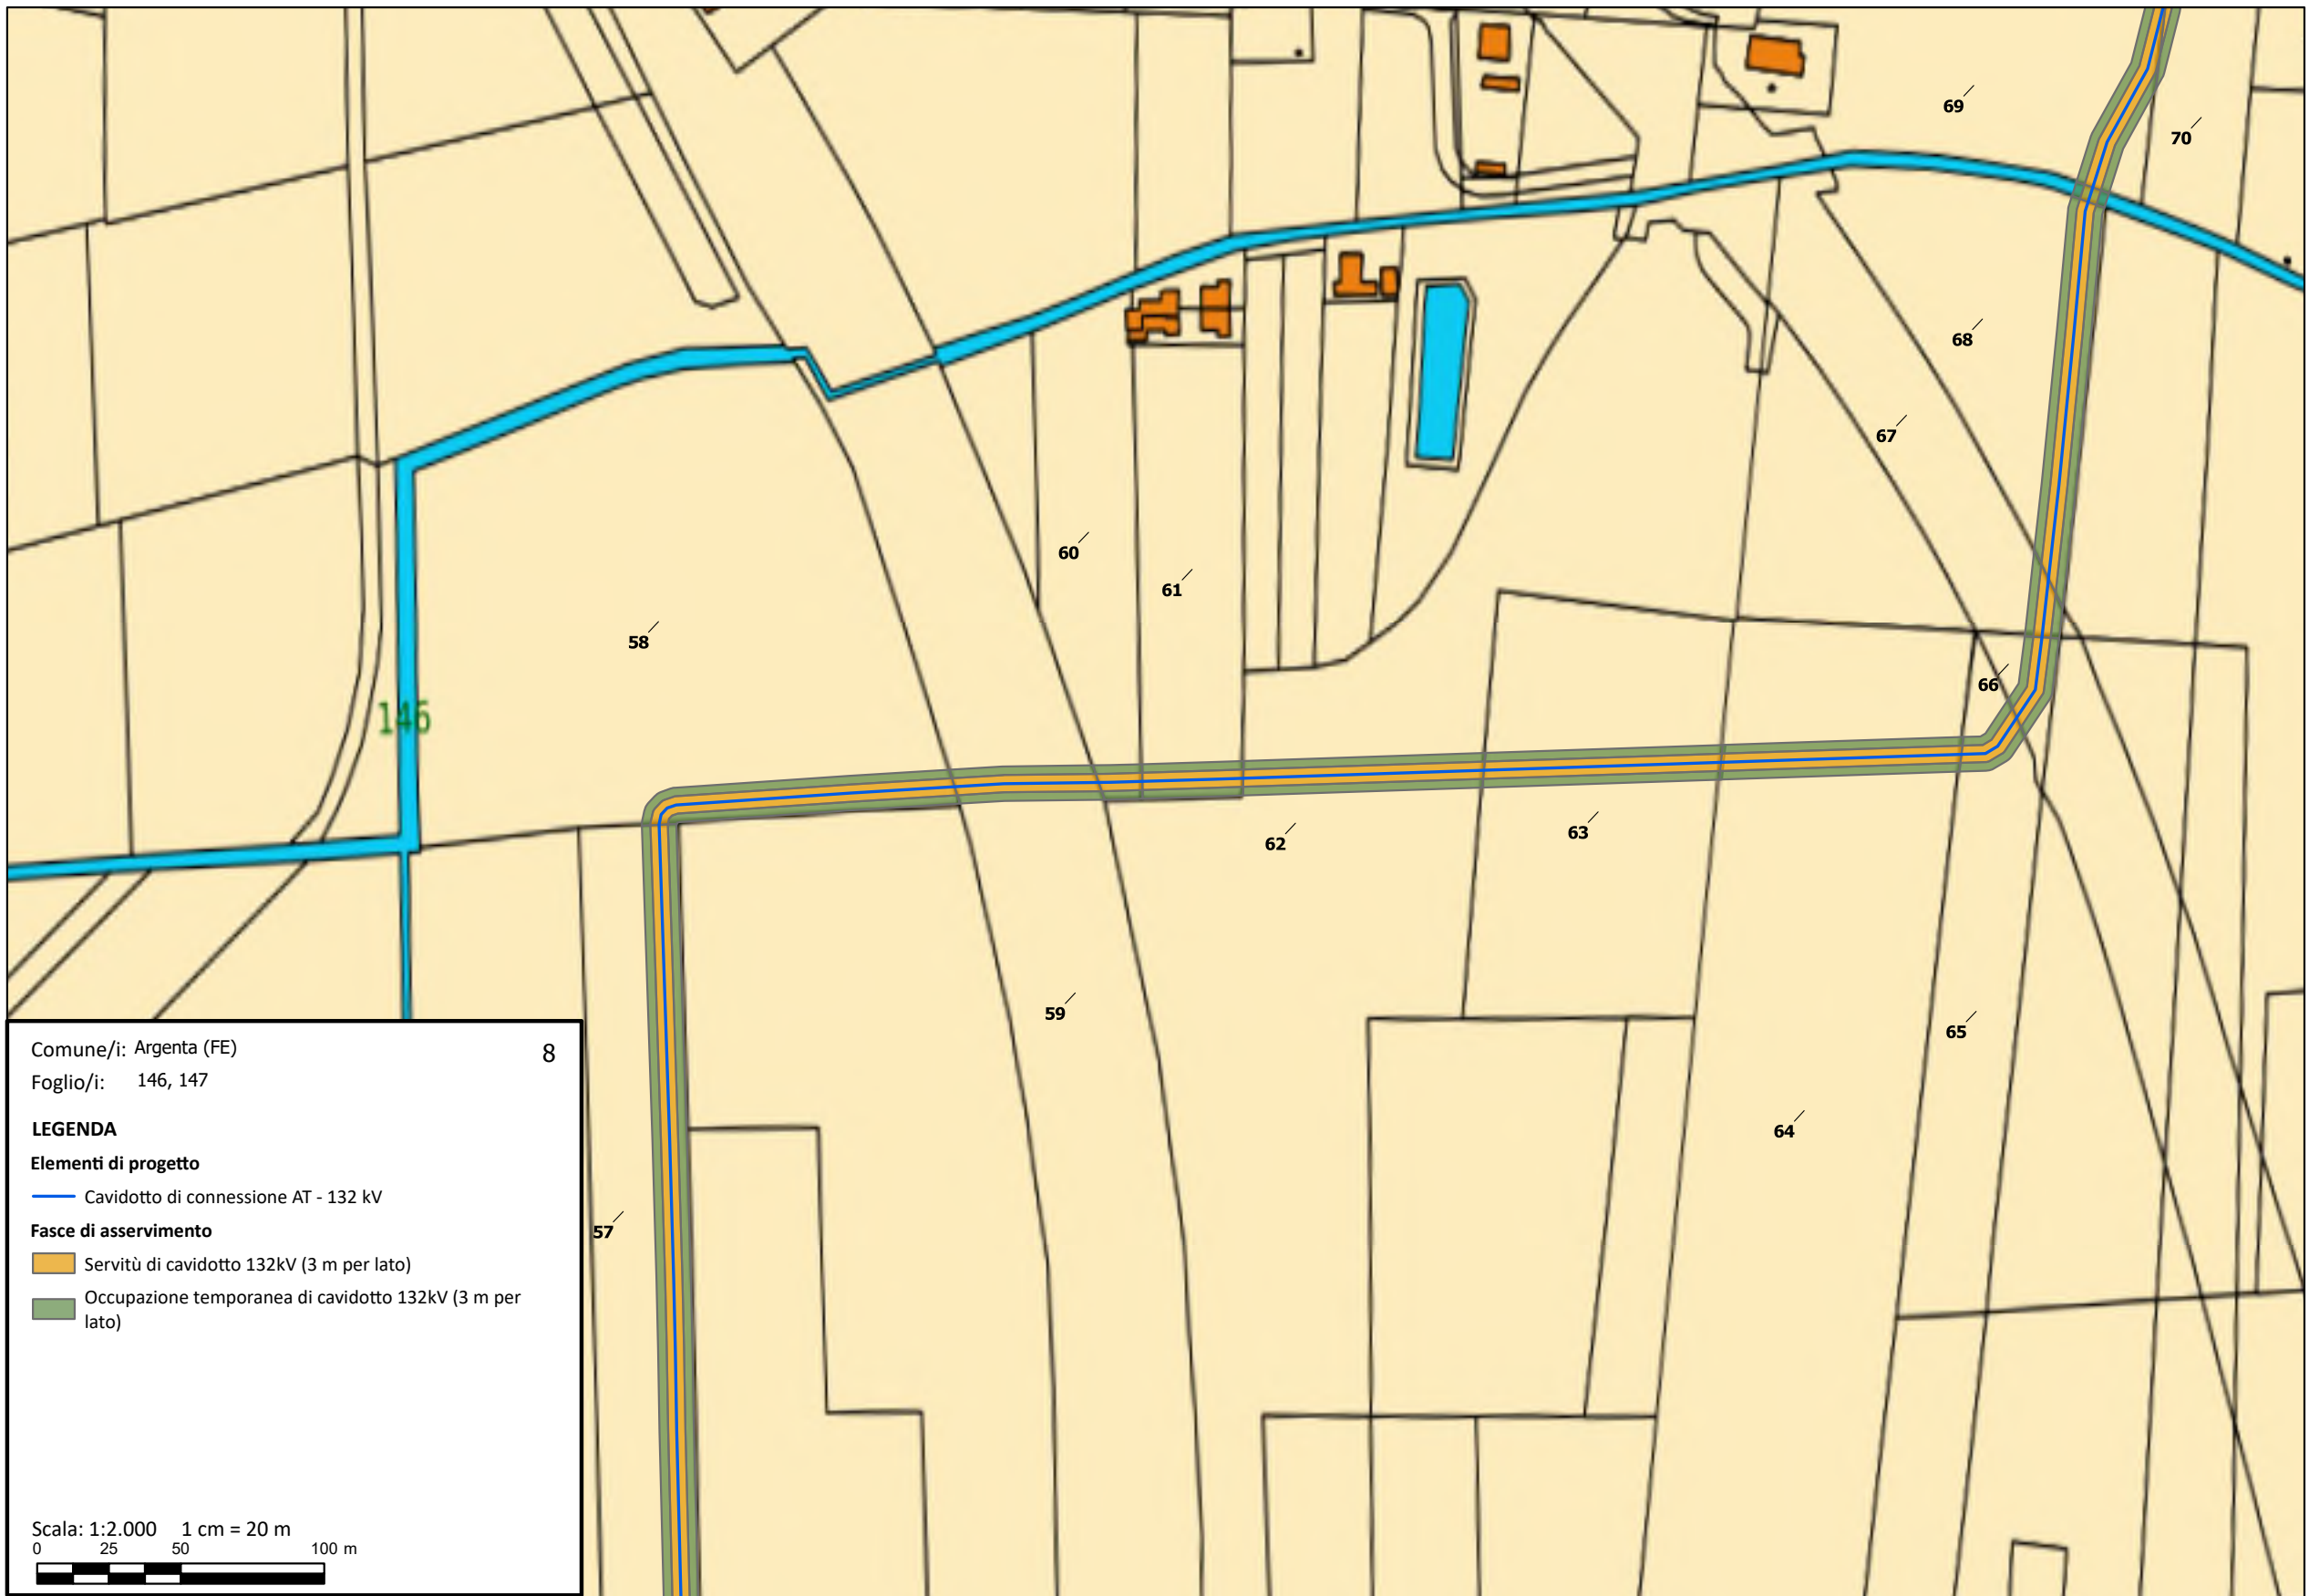 69
70
68
67
60
61
58
66
146
62
63
59
65
64
57
Comune/i: Argenta (FE)
8
Foglio/i: 146, 147
LEGENDA
Elementi di progetto
Cavidotto di connessione AT - 132 kV
Fasce di asservimento
Servitù di cavidotto 132kV (3 m per lato)
Occupazione temporanea di cavidotto 132kV (3 m per
lato)
Scala: 1:2.000 1 cm = 20 m
0 25 50 100 m